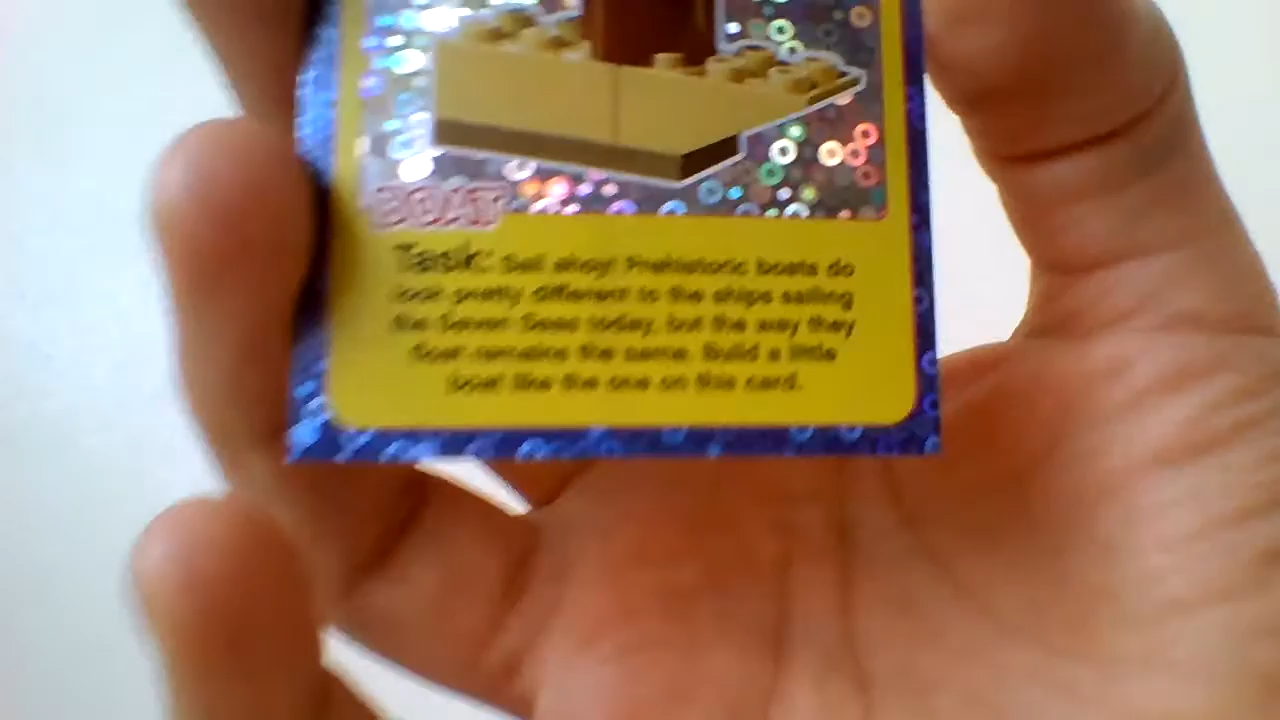 BOAT
Task: Sail ahoy! Prehistoric boats do
look pretty different to the ships sailing
the Seven Seas today, but the way they
float remains the same. Build a little
boat like the one on this card.